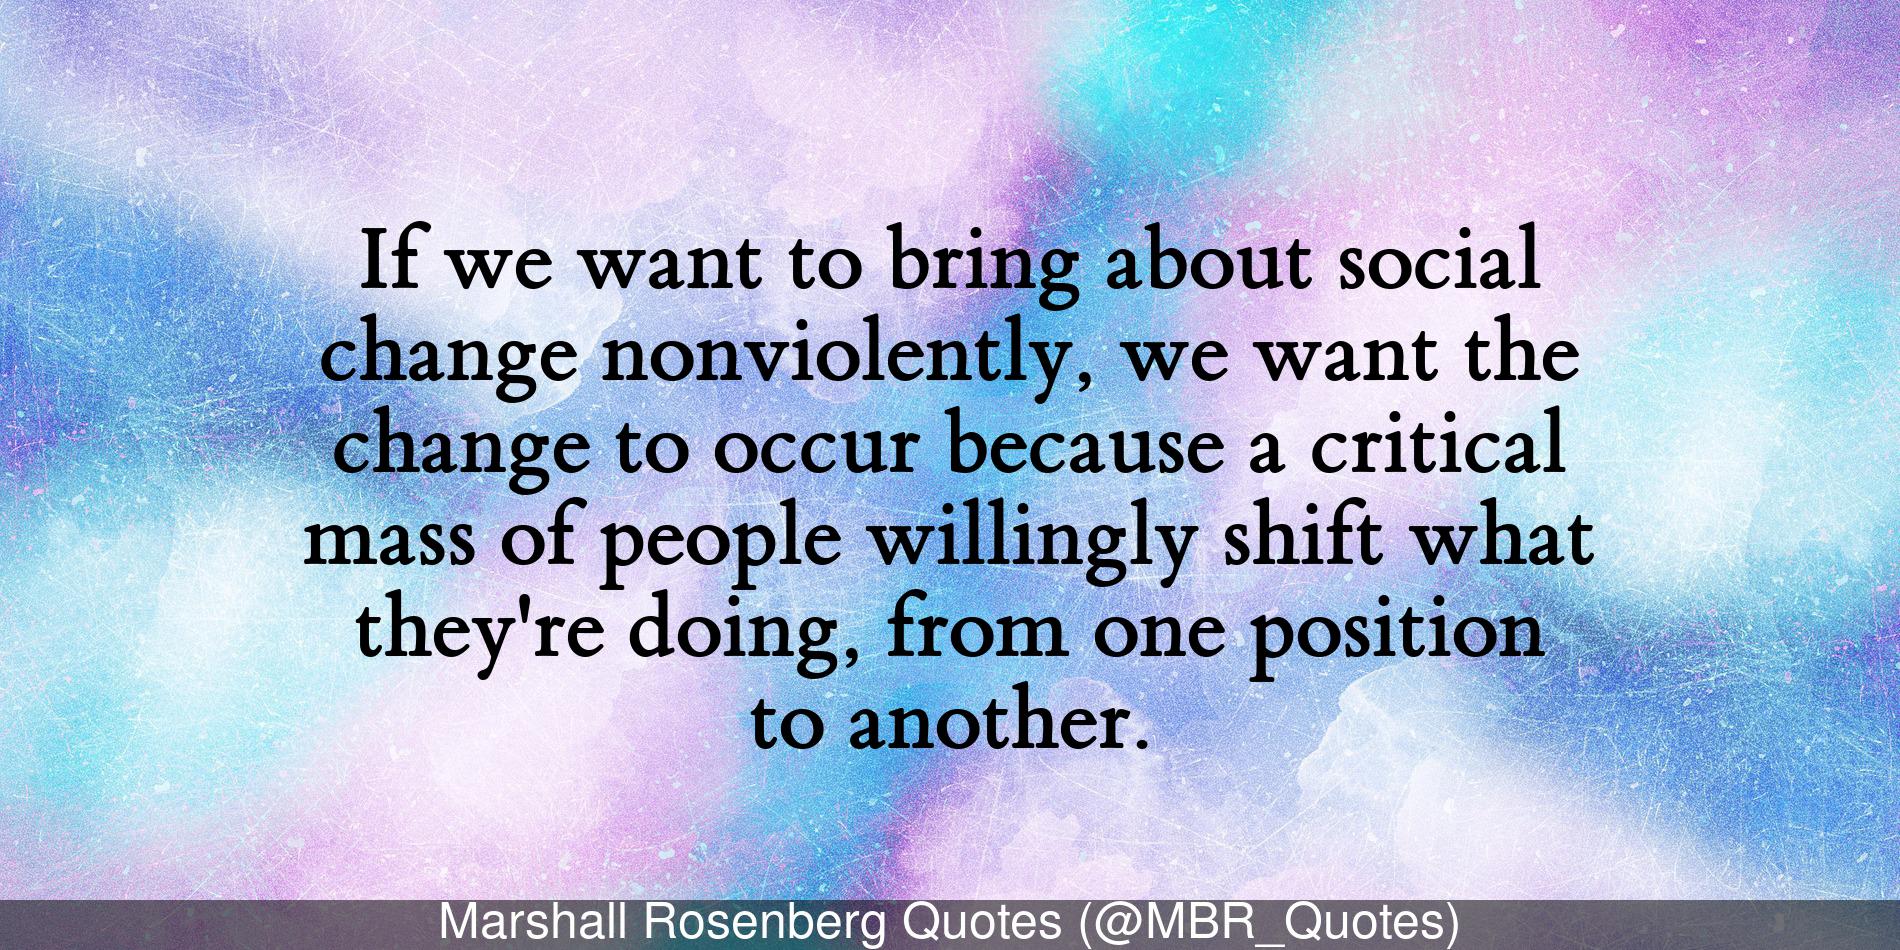 If we want to bring about social
change nonviolently, we want the
change to occur because a critical
mass of people willingly shift what
they're doing, from one position
to another.
Marshall Rosenberg Quotes (@MBR_Quotes)